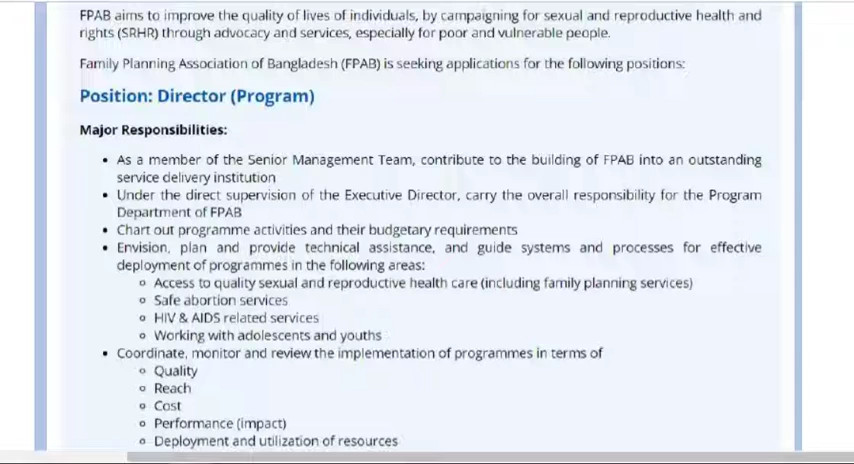 FPAB aims to improve the quality of lives of individuals, by campaigning for sexual and reproductive health and
rights (SRHR) through advocacy and services, especially for poor and vulnerable people.
Family Planning Association of Bangladesh (FPAB) is seeking applications for the following positions:
Position: Director (Program)
Major Responsibilities:
• As a member of the Senior Management Team, contribute to the building of FPAB into an outstanding
service delivery institution
• Under the direct supervision of the Executive Director, carry the overall responsibility for the Program
Department of FPAB
• Chart out programme activities and their budgetary requirements
• Envision, plan and provide technical assistance, and guide systems and processes for effective
deployment of programmes in the following areas:
◦ Access to quality sexual and reproductive health care (including family planning services)
◦ Safe abortion services
◦ HIV & AIDS related services
◦ Working with adolescents and youths
• Coordinate, monitor and review the implementation of programmes in terms of
◦ Quality
◦ Reach
◦ Cost
◦ Performance (impact)
◦ Deployment and utilization of resources